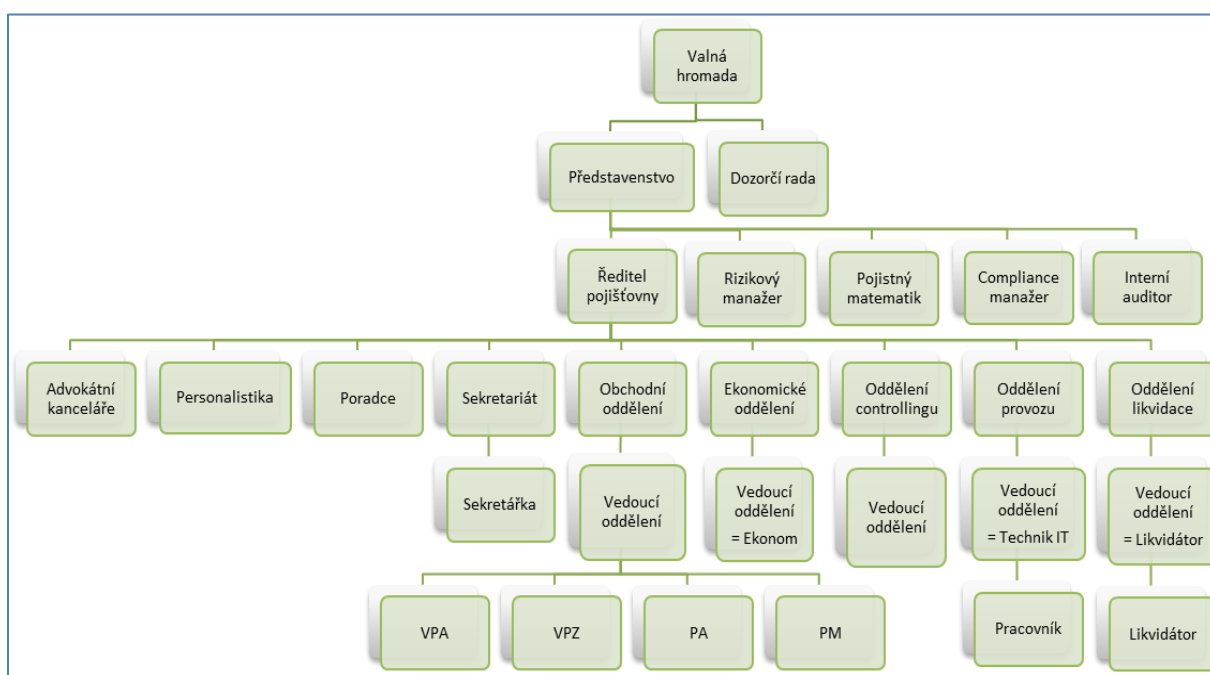 Valná
hromada
Představenstvo
Dozorčí rada
Ředitel
pojišťovny
Rizikový
manažer
Pojistný
matematik
Compliance
manažer
Interní
auditor
Advokátní
kanceláře
Personalistika
Poradce
Sekretariát
Obchodní
oddělení
Ekonomické
oddělení
Oddělení
controllingu
Oddělení
provozu
Oddělení
likvidace
Sekretářka
Vedoucí
oddělení
Vedoucí
oddělení
= Ekonom
Vedoucí
oddělení
Vedoucí
oddělení
= Technik IT
Vedoucí
oddělení
= Likvidátor
VPA
VPZ
PA
PM
Pracovník
Likvidátor